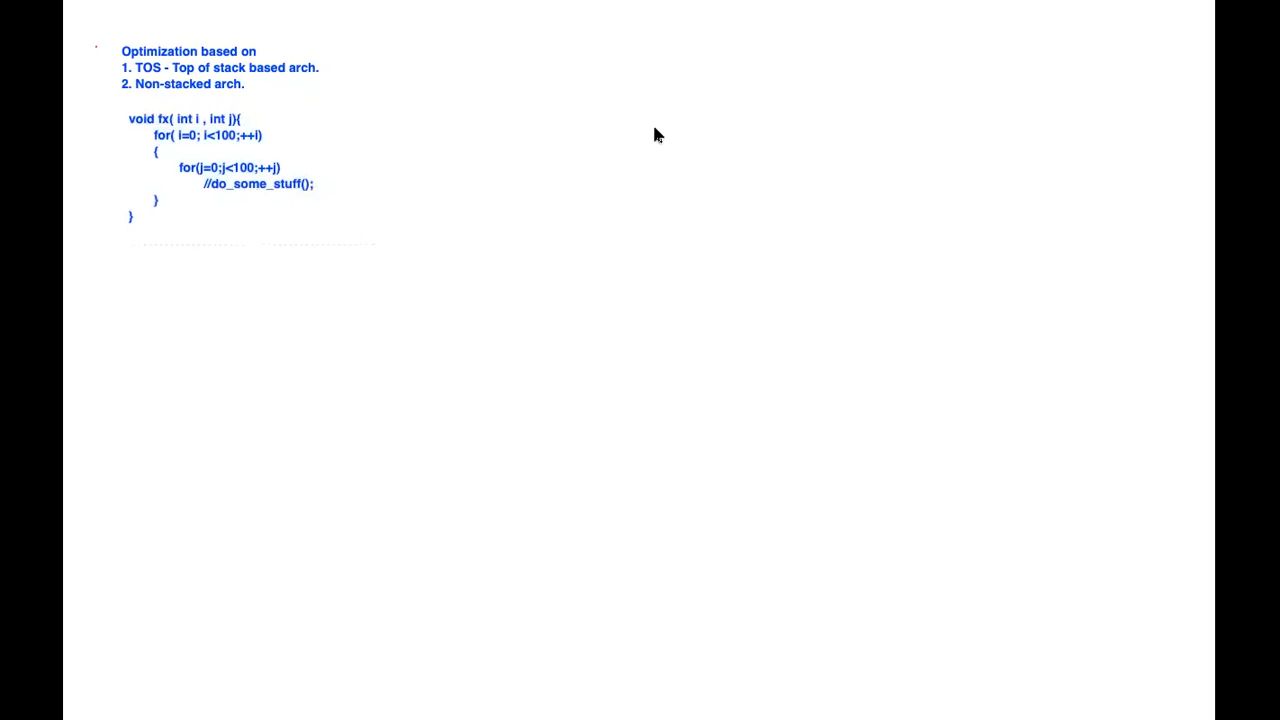 Optimization based on
1. TOS - Top of stack based arch.
2. Non-stacked arch.
void fx( int i , int j){
for( i=0; i<100;++i)
{
for(j=0;j<100;++j)
//do_some_stuff();
}
}